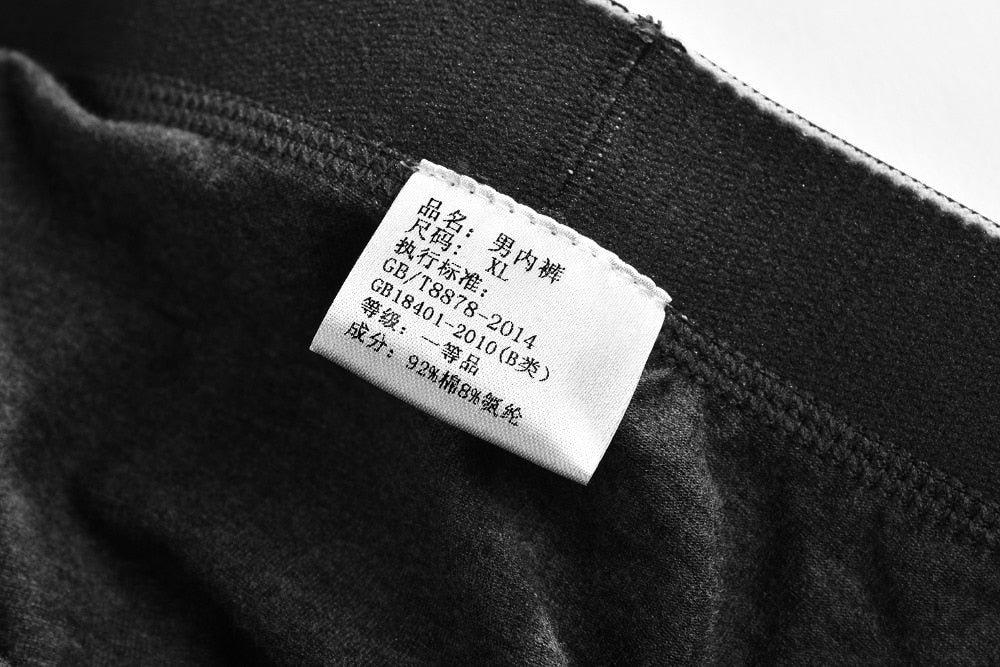 品名: 男内裤
尺码: XL
执行标准:
GB/T8878-2014
GB18401-2010(B类)
等级: 一等品
成分: 92%棉8%氨纶